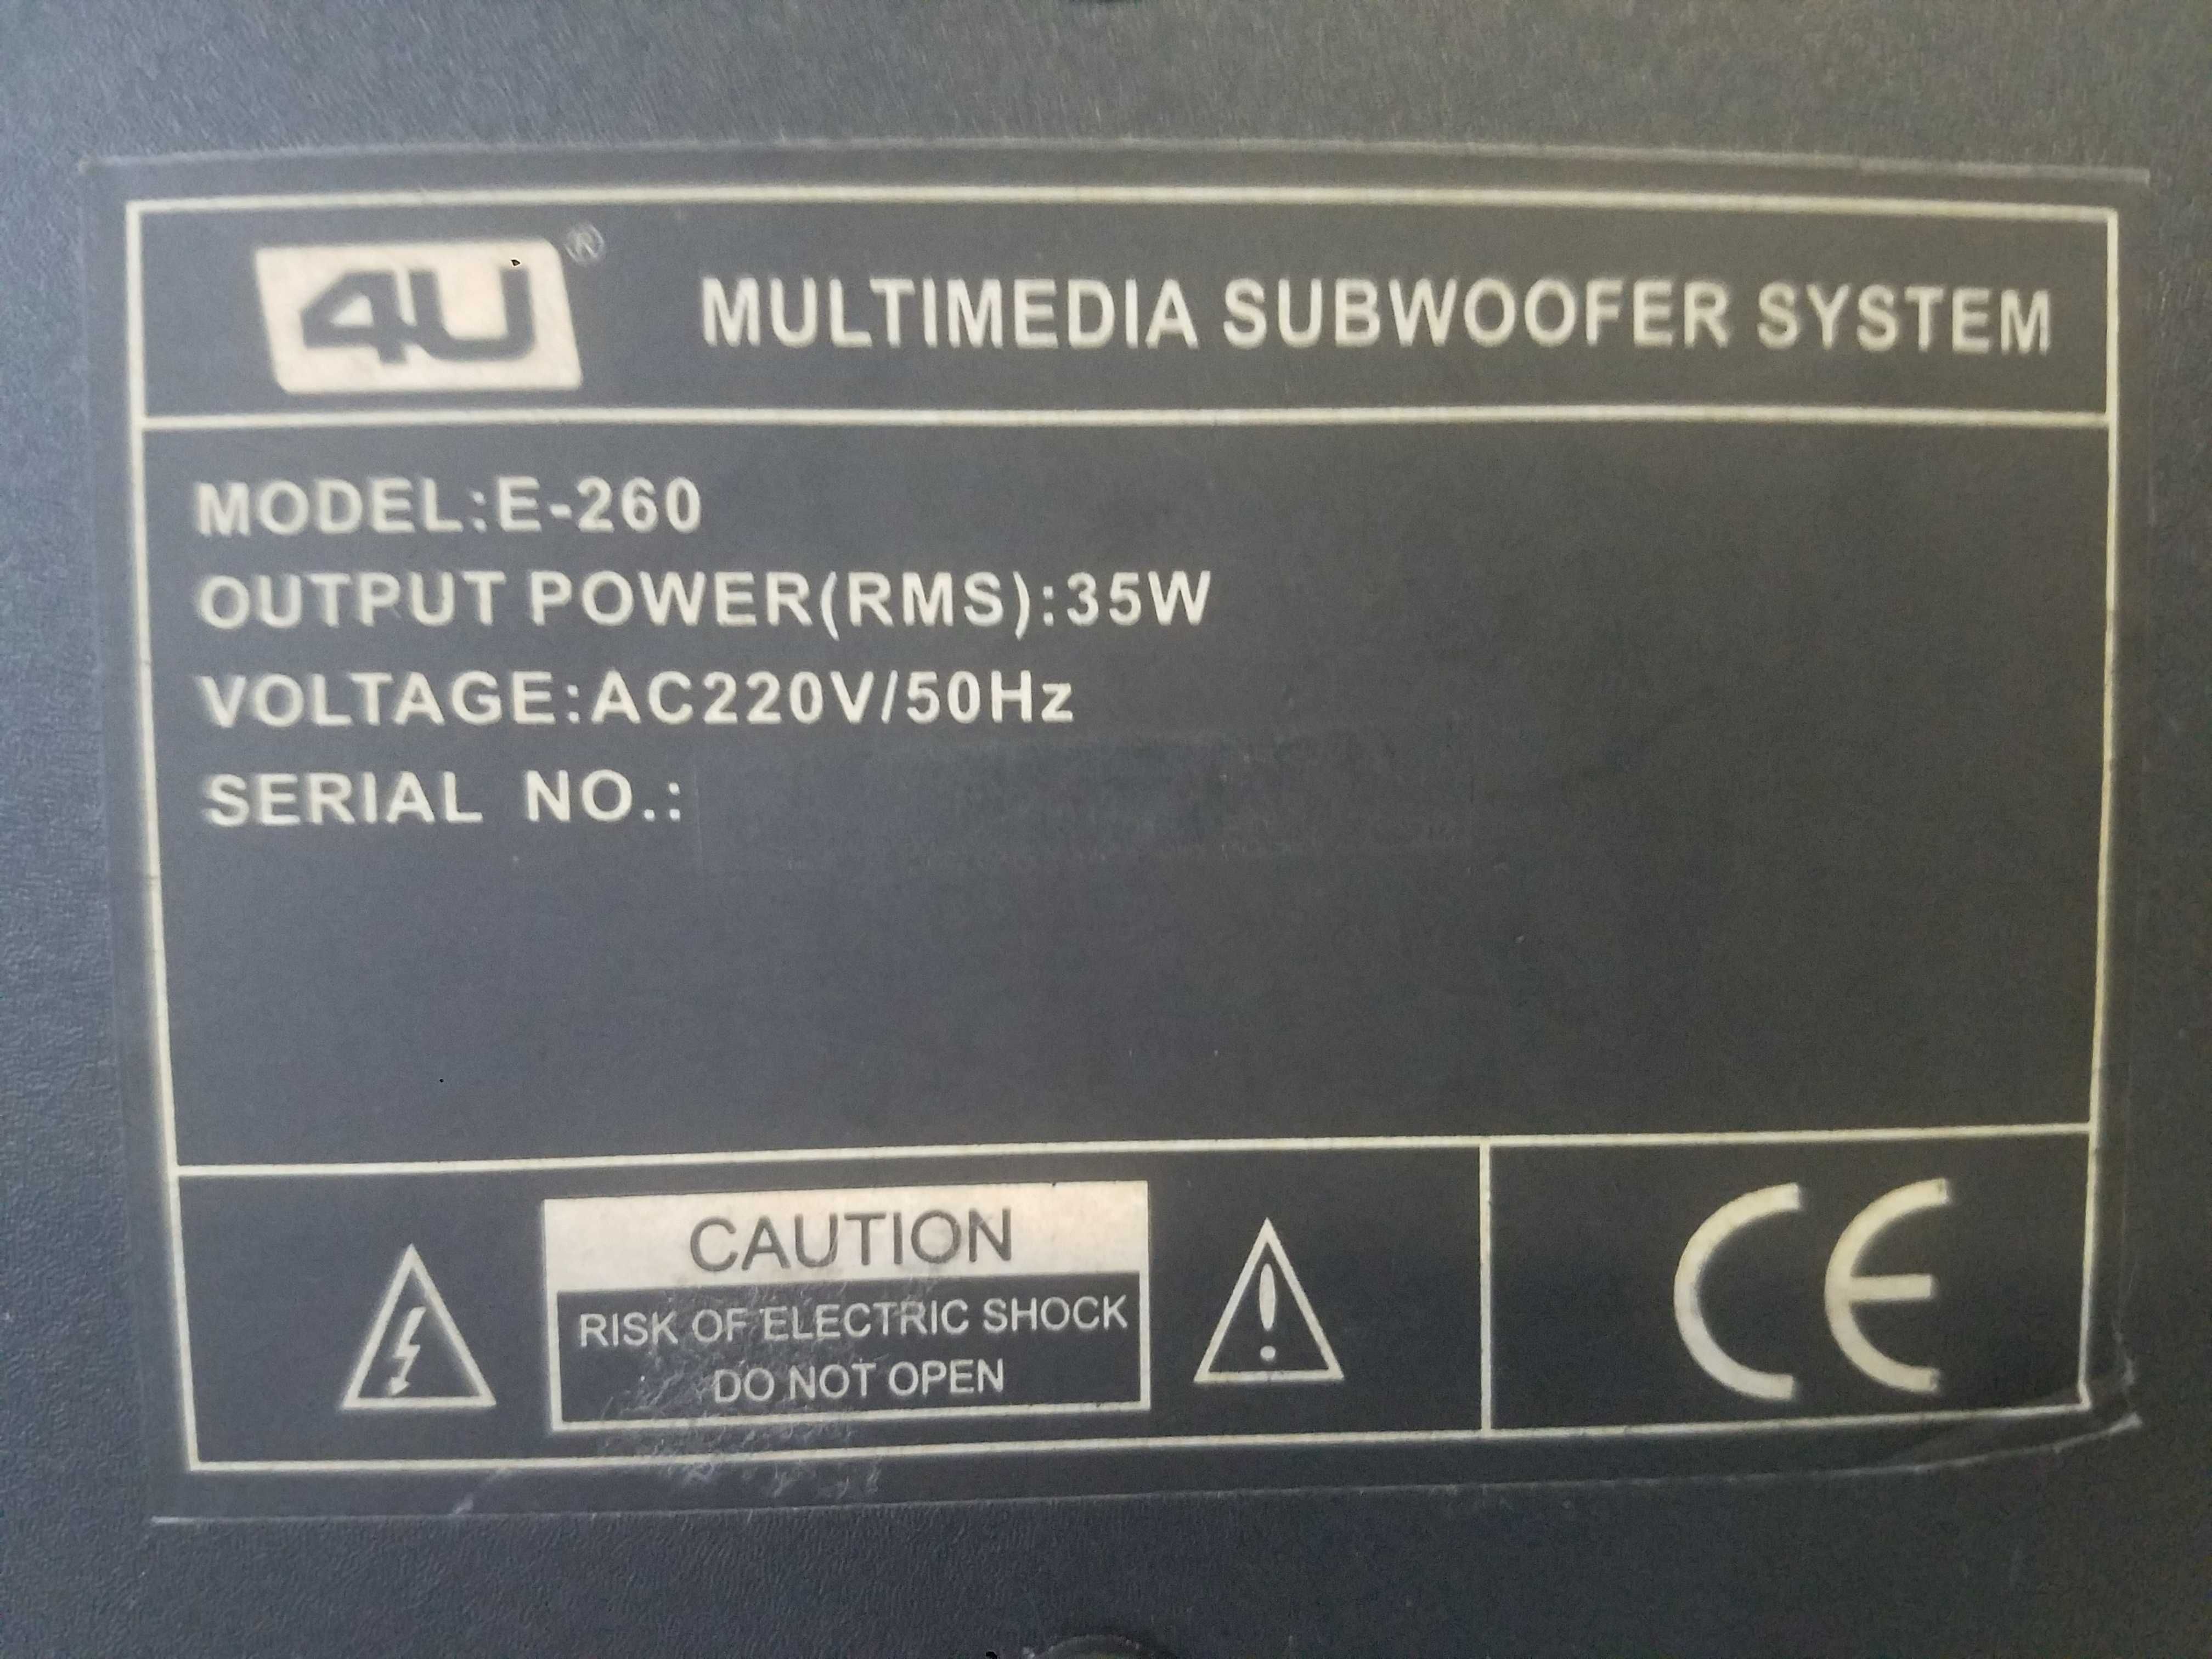 4U® MULTIMEDIA SUBWOOFER SYSTEM
MODEL:E-260
OUTPUT POWER(RMS):35W
VOLTAGE:AC220V/50Hz
SERIAL NO.:
CAUTION
RISK OF ELECTRIC SHOCK
DO NOT OPEN
CE